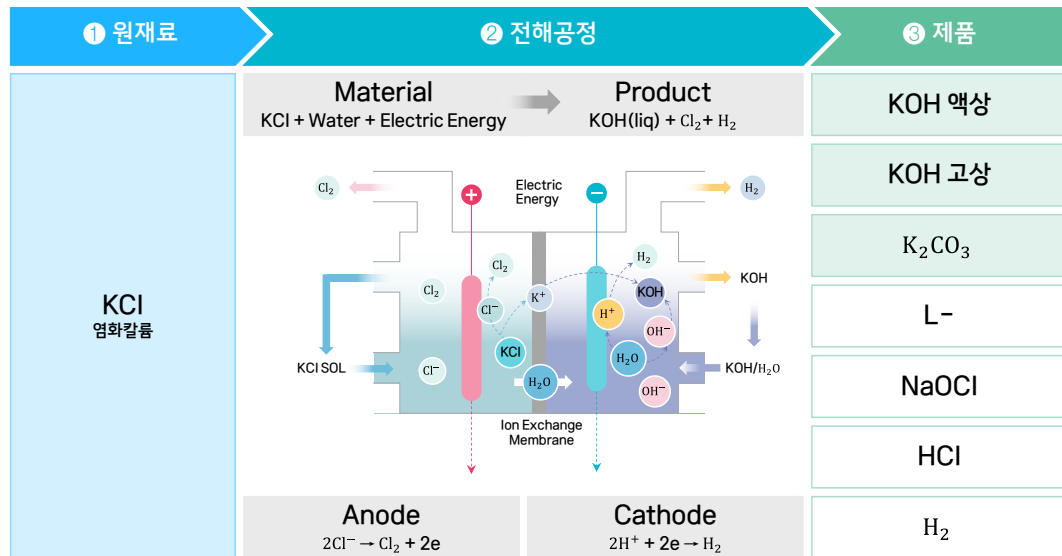 ❶ 원재료
❷ 전해공정
❸ 제품
KCl
염화칼륨
Material
KCl + Water + Electric Energy
Product
KOH(liq) + Cl₂ + H₂
Cl₂
+
Electric
Energy
−
H₂
Cl₂
Cl₂
Cl⁻
K⁺
H₂
KOH
H⁺
KOH
OH⁻
KCl
H₂O
KCl SOL
Cl⁻
H₂O
OH⁻
KOH/H₂O
Ion Exchange
Membrane
Anode
2Cl⁻ → Cl₂ + 2e
Cathode
2H⁺ + 2e → H₂
KOH 액상
KOH 고상
K₂CO₃
L-
NaOCl
HCl
H₂